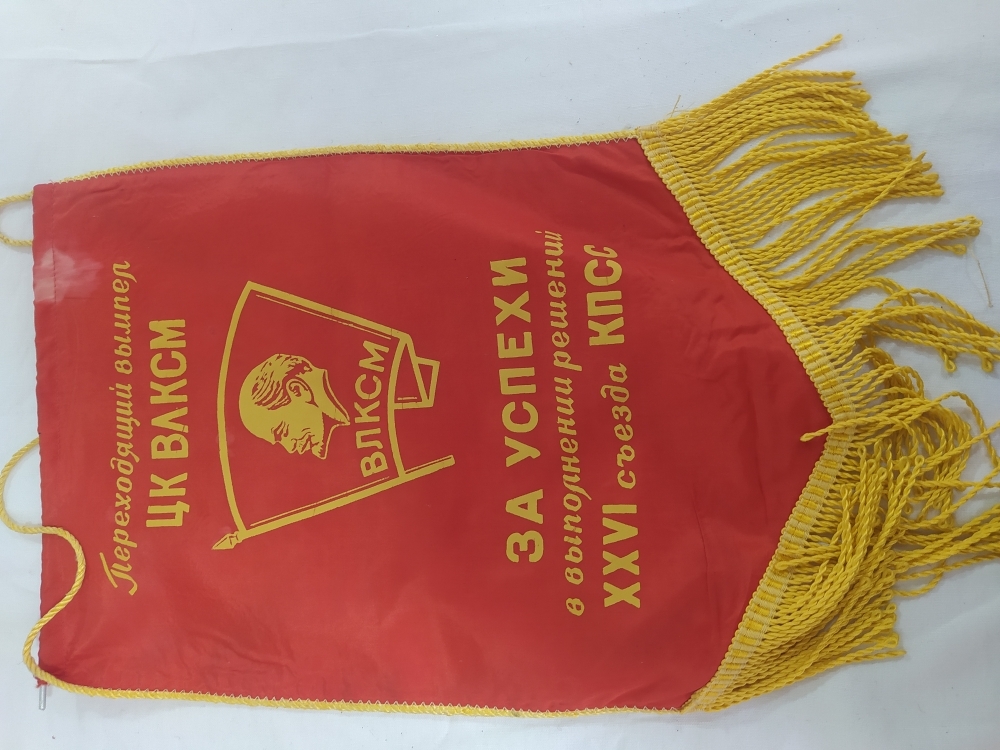 Переходящий вымпел
ЦК ВЛКСМ
ВЛКСМ
ЗА УСПЕХИ
в выполнении решений
XXVI съезда КПСС